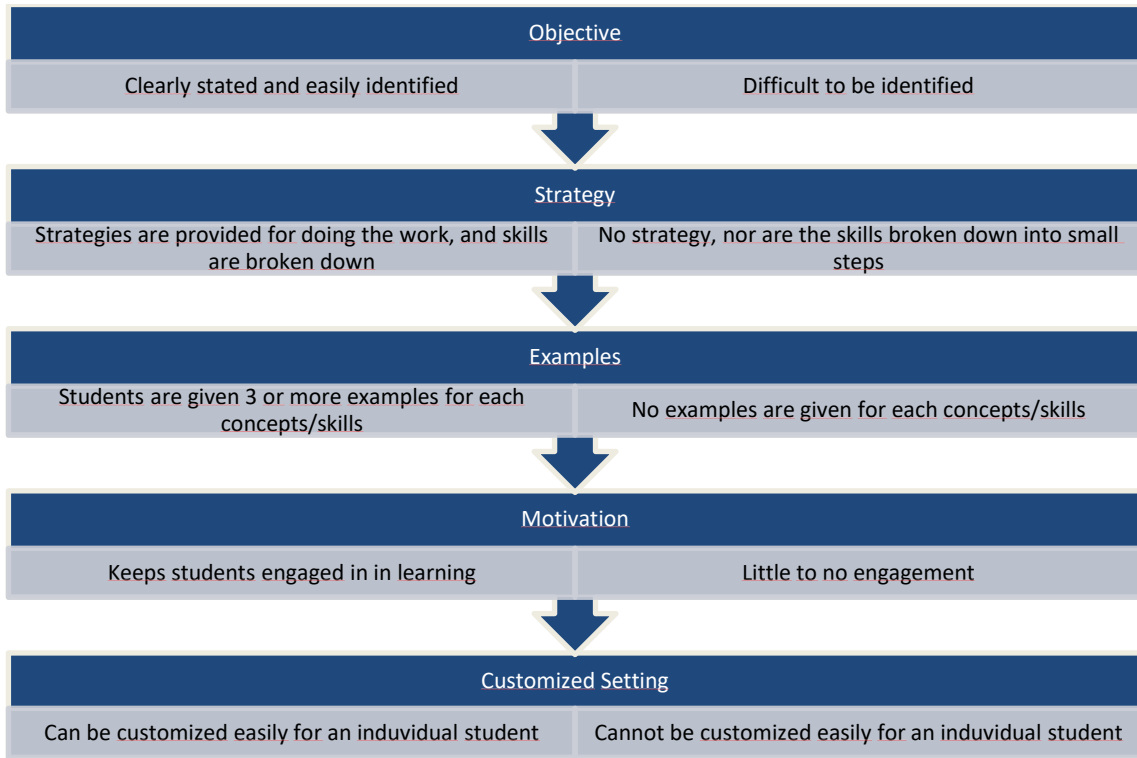 Objective
Clearly stated and easily identified
Difficult to be identified
Strategy
Strategies are provided for doing the work, and skills
are broken down
No strategy, nor are the skills broken down into small
steps
Examples
Students are given 3 or more examples for each
concepts/skills
No examples are given for each concepts/skills
Motivation
Keeps students engaged in in learning
Little to no engagement
Customized Setting
Can be customized easily for an induvidual student
Cannot be customized easily for an induvidual student